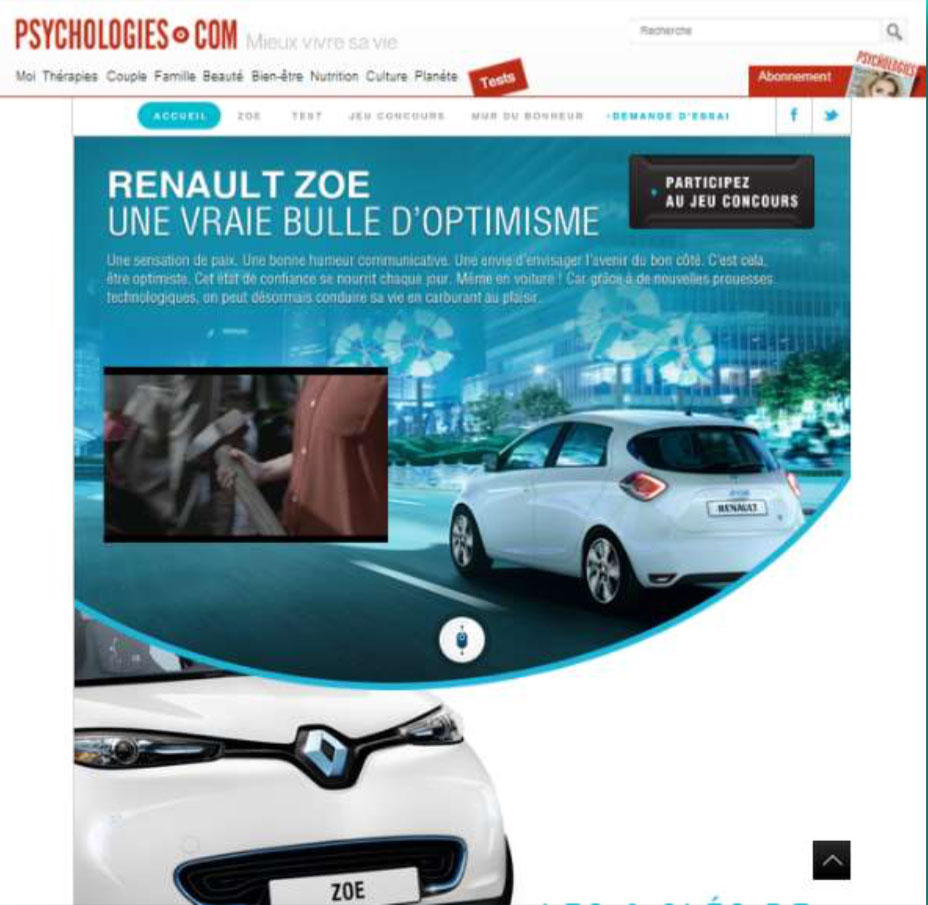 PSYCHOLOGIES COM Mieux vivre sa vie
Recherche
Moi Thérapies Couple Famille Beauté Bien-être Nutrition Culture Planète Tests
Abonnement
PSYCHOLOGIES
ACCUEIL ZOE TEST JEU CONCOURS MUR DU BONHEUR •DEMANDE D'ESSAI
RENAULT ZOE
UNE VRAIE BULLE D'OPTIMISME
PARTICIPEZ
AU JEU CONCOURS
Une sensation de paix. Une bonne humeur communicative. Une envie d'envisager l'avenir du bon côté. C'est cela,
être optimiste. Cet état de confiance se nourrit chaque jour. Même en voiture ! Car grâce à de nouvelles prouesses
technologiques, on peut désormais conduire sa vie en carburant au plaisir.
RENAULT
ZOE